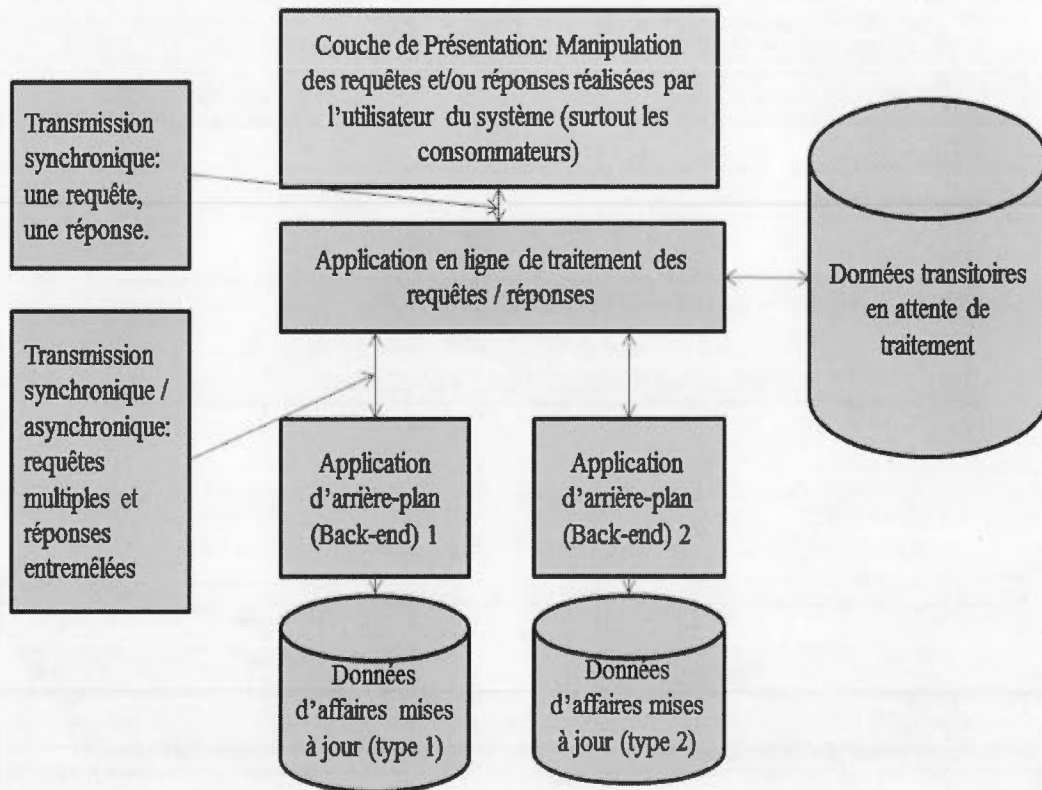 Couche de Présentation: Manipulation
des requêtes et/ou réponses réalisées par
l'utilisateur du système (surtout les
consommateurs)
Transmission
synchronique:
une requête,
une réponse.
Application en ligne de traitement des
requêtes / réponses
Données transitoires
en attente de
traitement
Transmission
synchronique /
asynchronique:
requêtes
multiples et
réponses
entremêlées
Application
d'arrière-plan
(Back-end) 1
Application
d'arrière-plan
(Back-end) 2
Données
d'affaires mises
à jour (type 1)
Données
d'affaires mises
à jour (type 2)